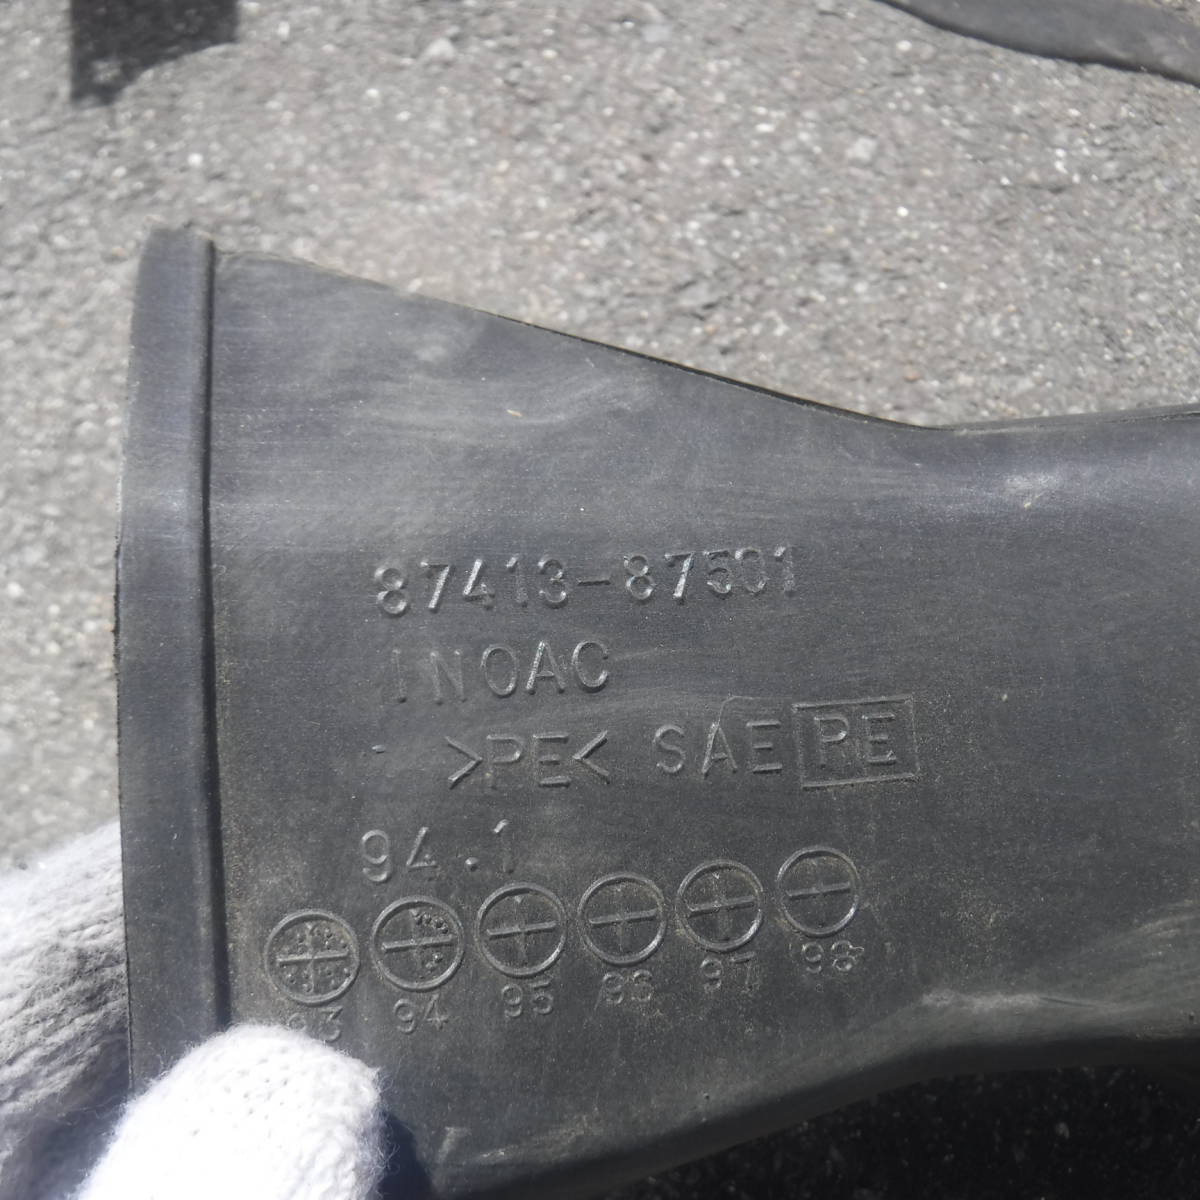 87413-87501
INOAC
>PE< SAE PE
94.1
93 94 95 96 97 98